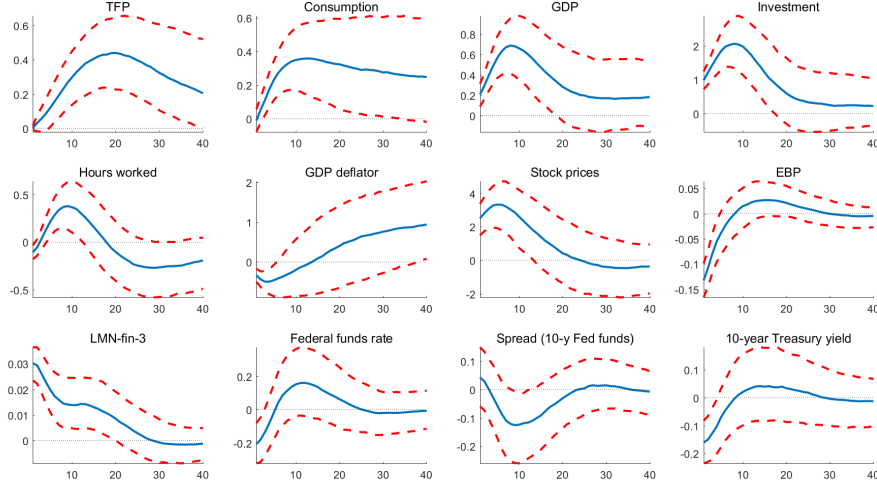 TFP
Consumption
GDP
Investment
0.6
0.4
0.2
0
10 20 30 40
0.6
0.4
0.2
0
10 20 30 40
0.8
0.6
0.4
0.2
0
10 20 30 40
2
1
0
10 20 30 40
Hours worked
GDP deflator
Stock prices
EBP
0.5
0
-0.5
10 20 30 40
2
1
0
10 20 30 40
4
2
0
-2
10 20 30 40
0.05
0
-0.05
-0.1
-0.15
10 20 30 40
LMN-fin-3
Federal funds rate
Spread (10-y Fed funds)
10-year Treasury yield
0.03
0.02
0.01
0
10 20 30 40
0.2
0
-0.2
10 20 30 40
0.1
0
-0.1
-0.2
10 20 30 40
0.1
0
-0.1
-0.2
10 20 30 40